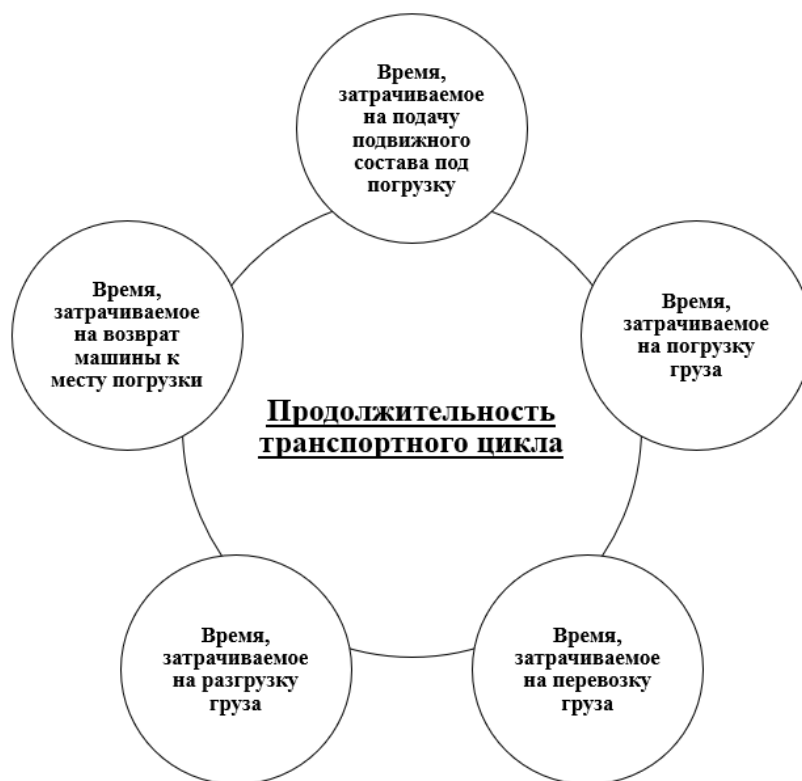 Время,
затрачиваемое
на подачу
подвижного
состава под
погрузку
Время,
затрачиваемое
на погрузку
груза
Время,
затрачиваемое
на перевозку
груза
Время,
затрачиваемое
на разгрузку
груза
Время,
затрачиваемое
на возврат
машины к
месту погрузки
Продолжительность
транспортного цикла